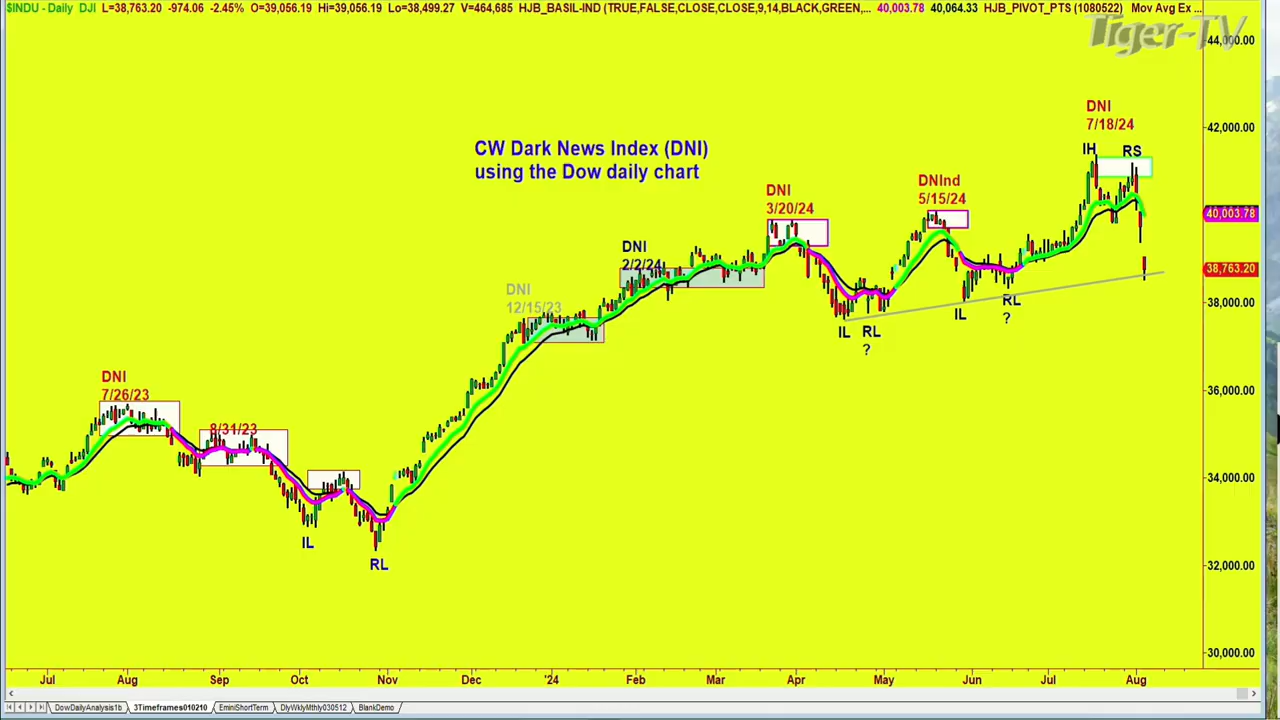 $INDU - Daily DJI L=38,763.20 -974.06 -2.45% O=39,056.19 Hi=39,056.19 Lo=38,499.27 V=464,685 HJB_BASIL-IND (TRUE,FALSE,CLOSE,CLOSE,9,14,BLACK,GREEN,... 40,003.78 40,064.33 HJB_PIVOT_PTS (1080522) Mov Avg Ex ...
Tiger-TV
44,000.00
DNI
7/18/24
42,000.00
CW Dark News Index (DNI)
using the Dow daily chart
IH
RS
DNI
3/20/24
DNInd
5/15/24
40,003.78
DNI
2/2/24
38,763.20
DNI
12/15/23
38,000.00
IL
RL
?
IL
RL
?
DNI
7/26/23
36,000.00
8/31/23
34,000.00
IL
RL
32,000.00
30,000.00
Jul Aug Sep Oct Nov Dec '24 Feb Mar Apr May Jun Jul Aug
DowDailyAnalysis1b 3Timeframes010210 EminiShortTerm DlyWklyMthly030512 BlankDemo